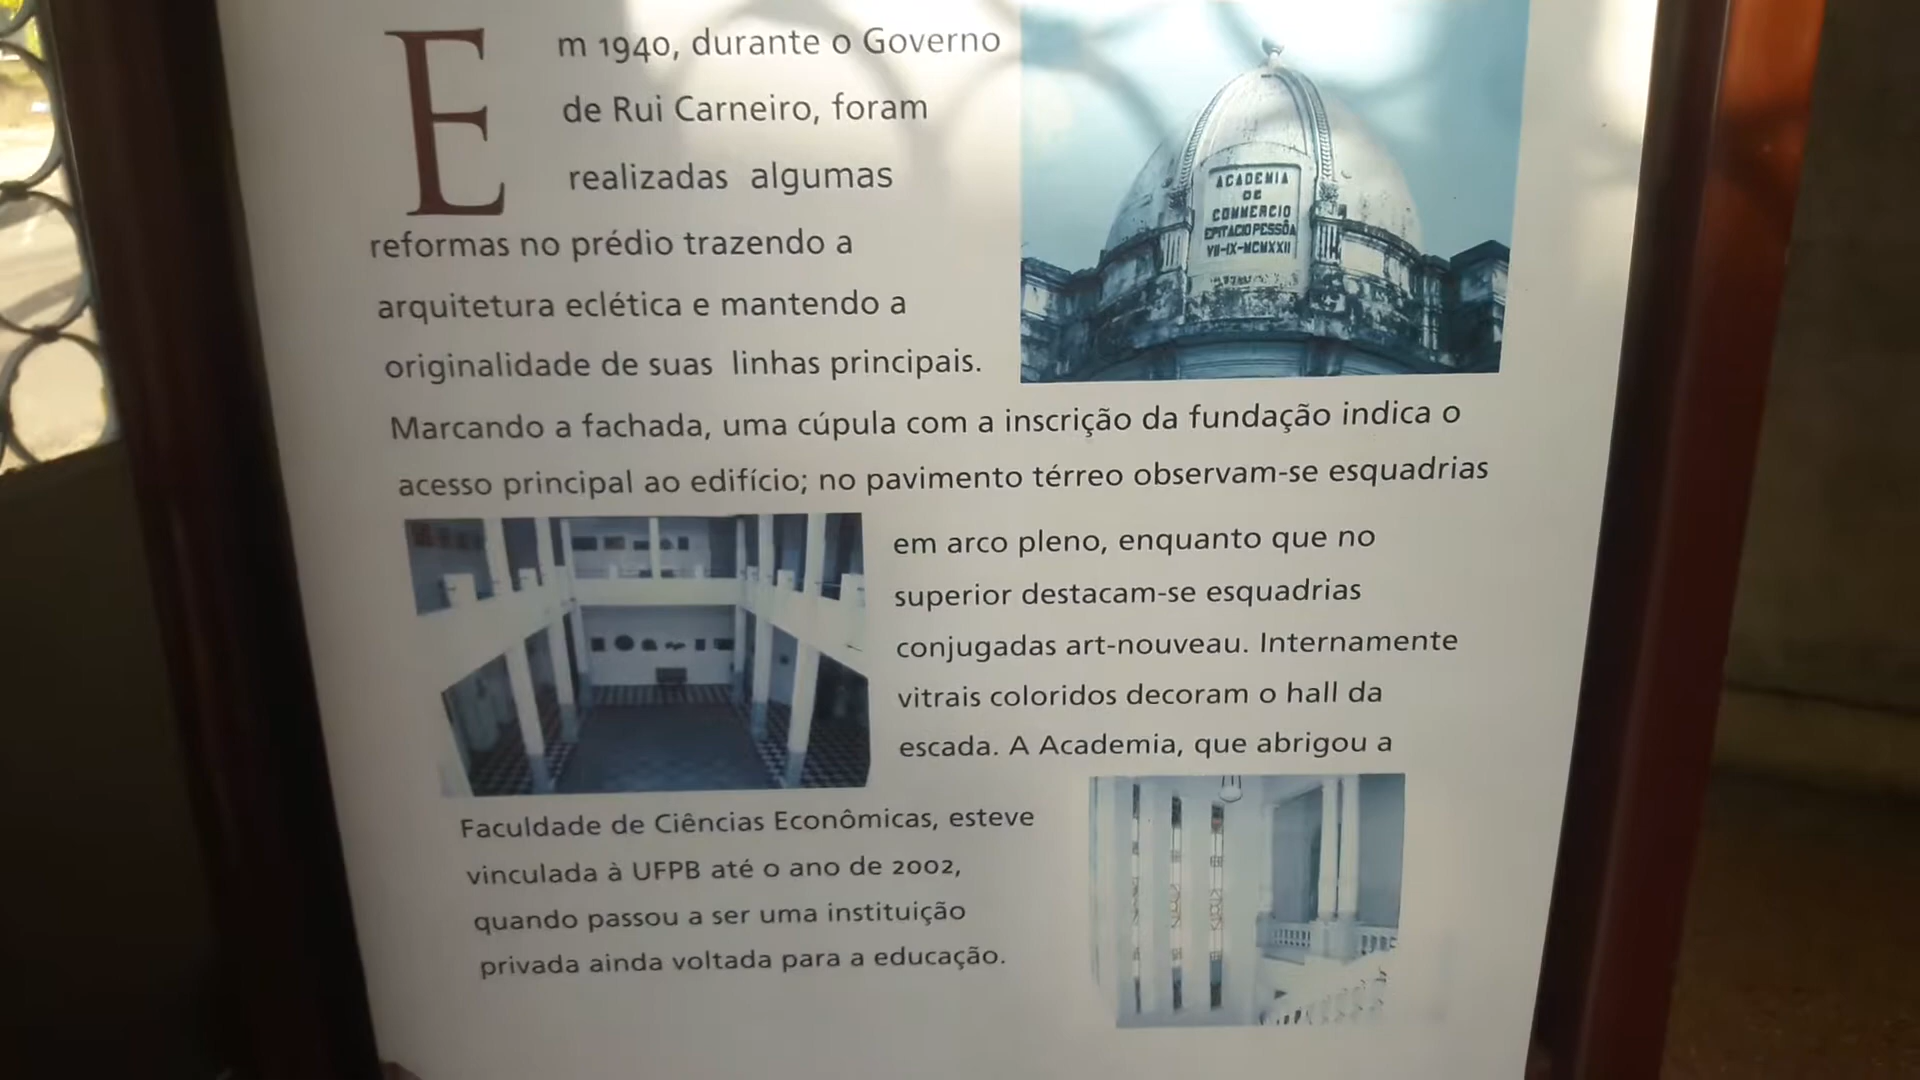 Em 1940, durante o Governo
de Rui Carneiro, foram
realizadas algumas
reformas no prédio trazendo a
arquitetura eclética e mantendo a
originalidade de suas linhas principais.
ACADEMIA
DE
COMMERCIO
EPITACIO PESSÔA
VII-IX-MCMXXII
Marcando a fachada, uma cúpula com a inscrição da fundação indica o
acesso principal ao edifício; no pavimento térreo observam-se esquadrias
em arco pleno, enquanto que no
superior destacam-se esquadrias
conjugadas art-nouveau. Internamente
vitrais coloridos decoram o hall da
escada. A Academia, que abrigou a
Faculdade de Ciências Econômicas, esteve
vinculada à UFPB até o ano de 2002,
quando passou a ser uma instituição
privada ainda voltada para a educação.